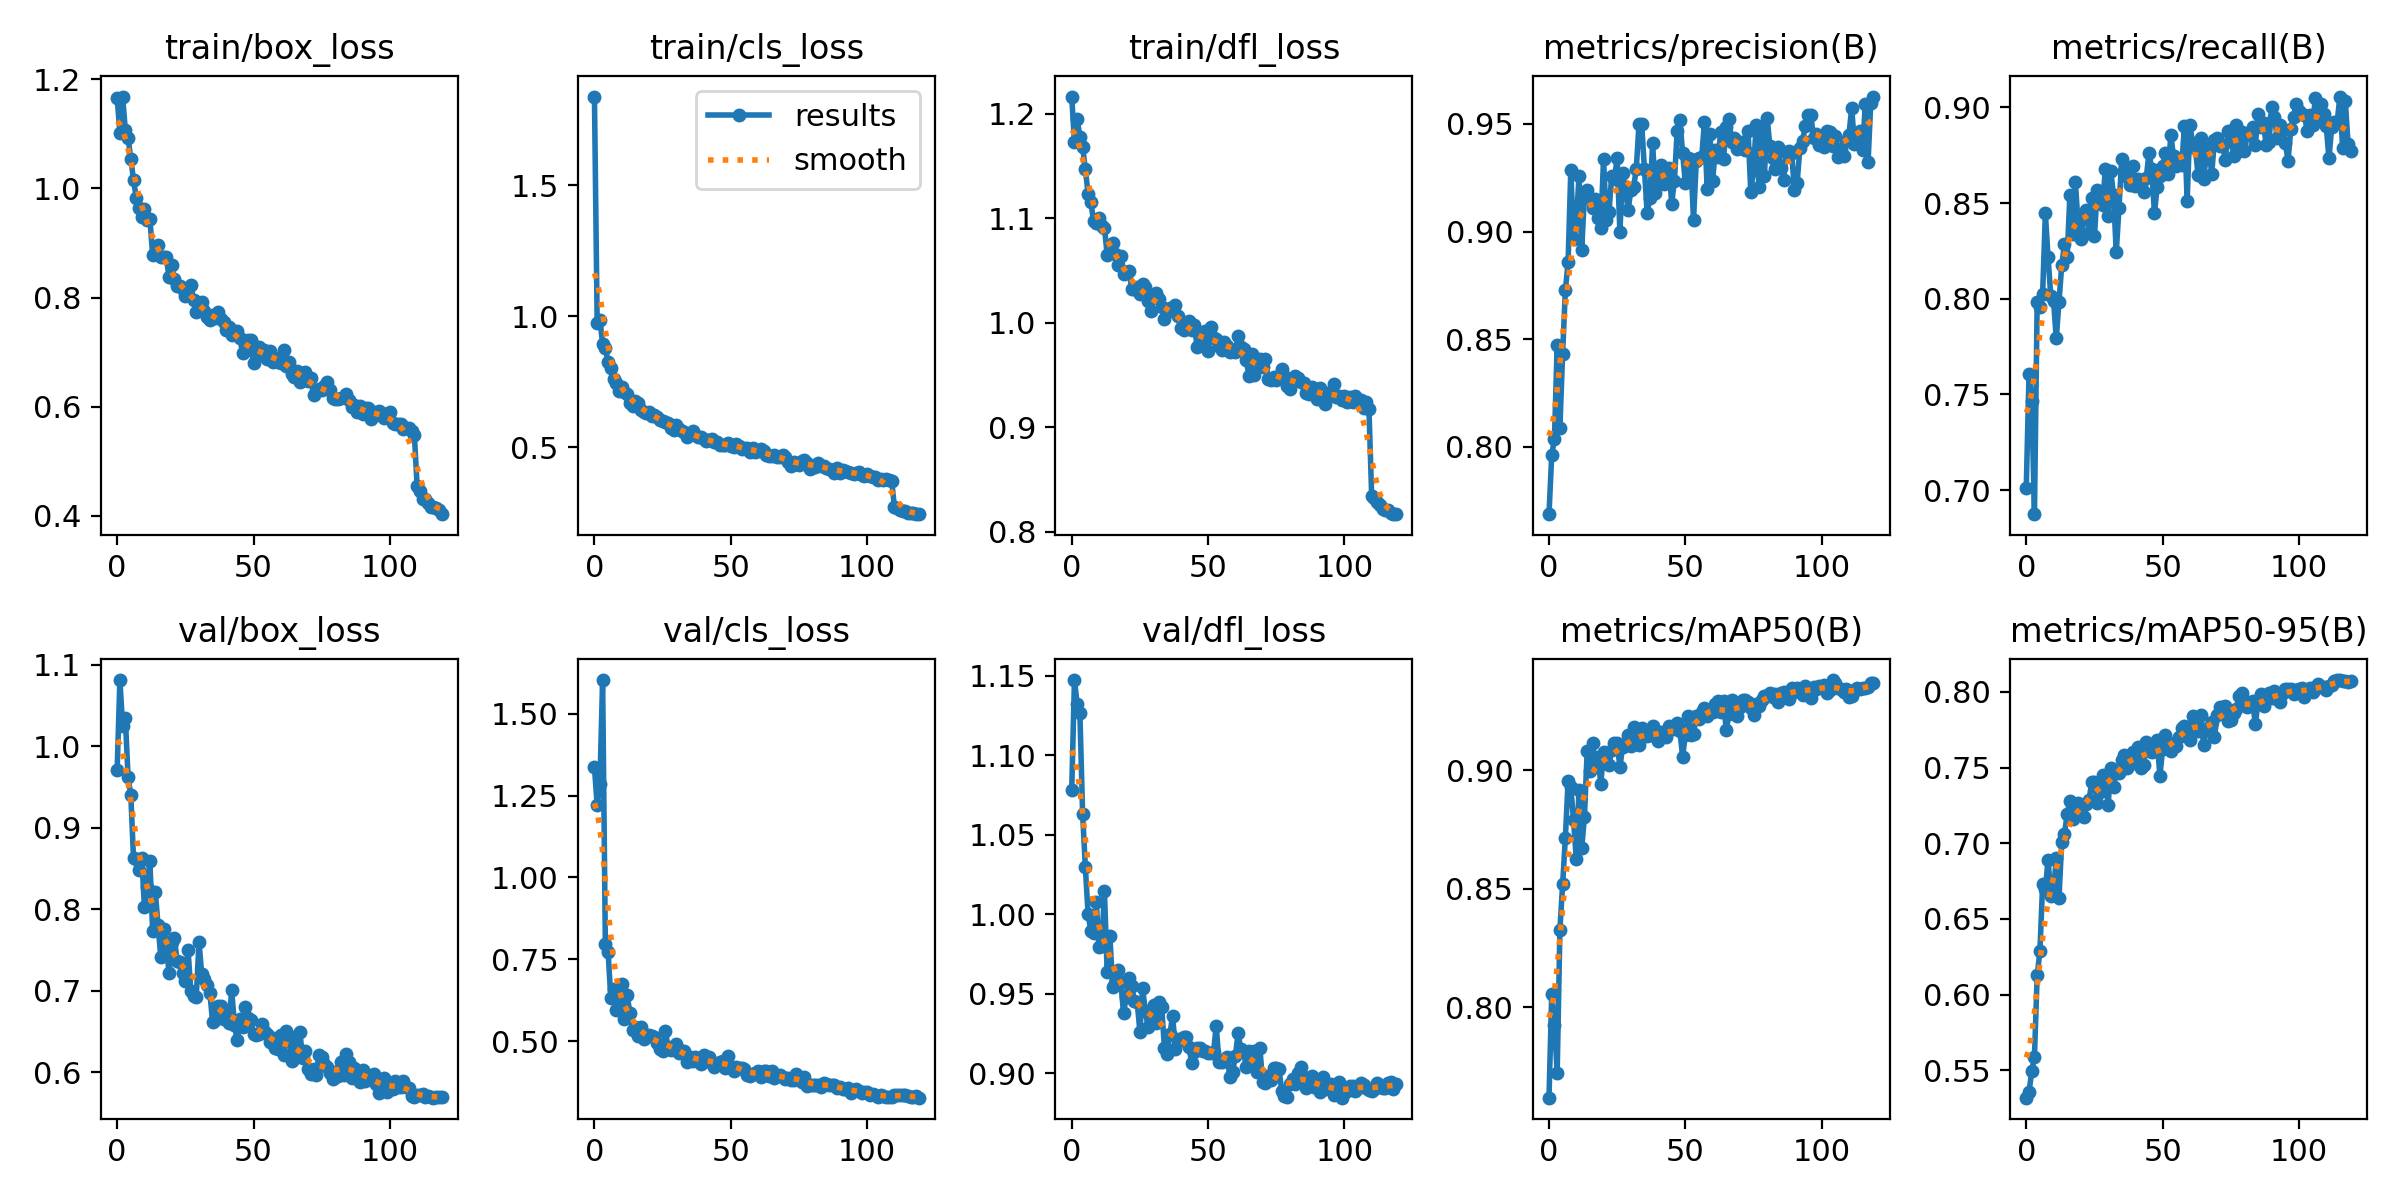 train/box_loss
1.2
1.0
0.8
0.6
0.4
0 50 100
train/cls_loss
results
smooth
1.5
1.0
0.5
0 50 100
train/dfl_loss
1.2
1.1
1.0
0.9
0.8
0 50 100
metrics/precision(B)
0.95
0.90
0.85
0.80
0 50 100
metrics/recall(B)
0.90
0.85
0.80
0.75
0.70
0 50 100
val/box_loss
1.1
1.0
0.9
0.8
0.7
0.6
0 50 100
val/cls_loss
1.50
1.25
1.00
0.75
0.50
0 50 100
val/dfl_loss
1.15
1.10
1.05
1.00
0.95
0.90
0 50 100
metrics/mAP50(B)
0.90
0.85
0.80
0 50 100
metrics/mAP50-95(B)
0.80
0.75
0.70
0.65
0.60
0.55
0 50 100